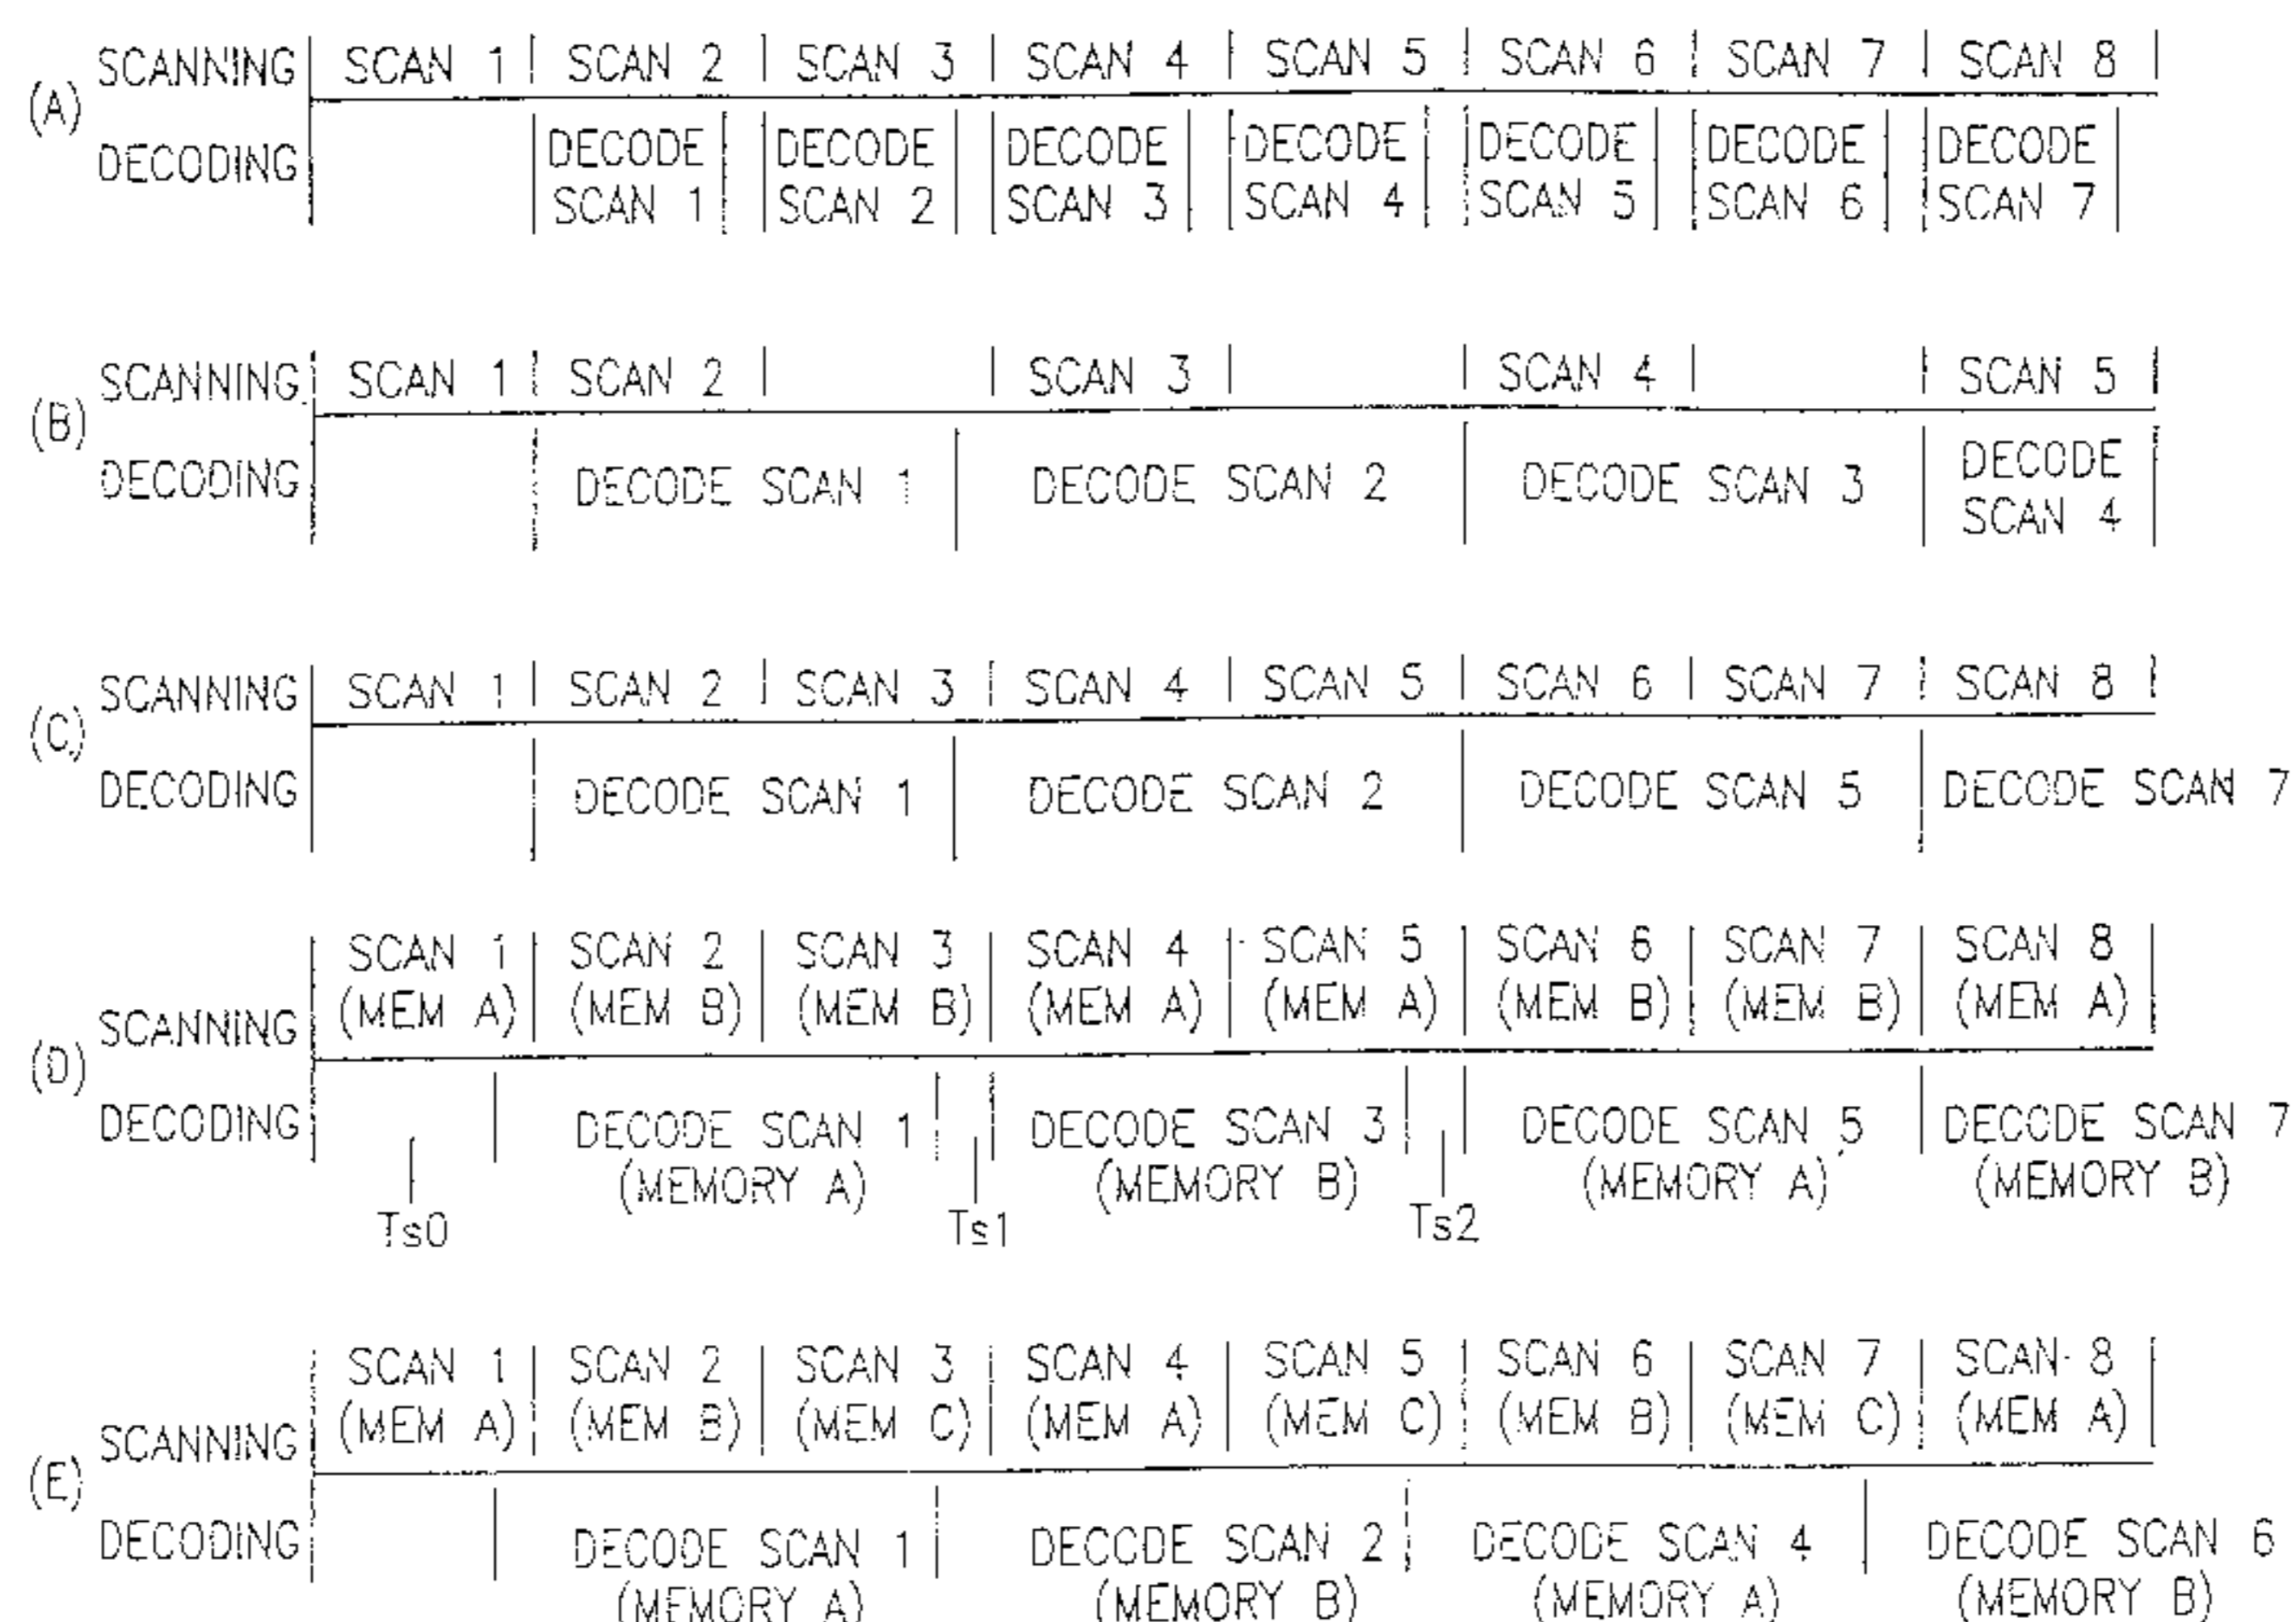 SCANNING SCAN 1 SCAN 2 SCAN 3 SCAN 4 SCAN 5 SCAN 6 SCAN 7 SCAN 8
(A)
DECODING DECODE DECODE DECODE DECODE DECODE DECODE DECODE
SCAN 1 SCAN 2 SCAN 3 SCAN 4 SCAN 5 SCAN 6 SCAN 7
SCANNING SCAN 1 SCAN 2 SCAN 3 SCAN 4 SCAN 5
(B)
DECODING DECODE SCAN 1 DECODE SCAN 2 DECODE SCAN 3 DECODE
SCAN 4
SCANNING SCAN 1 SCAN 2 SCAN 3 SCAN 4 SCAN 5 SCAN 6 SCAN 7 SCAN 8
(C)
DECODING DECODE SCAN 1 DECODE SCAN 2 DECODE SCAN 5 DECODE SCAN 7
SCAN 1 SCAN 2 SCAN 3 SCAN 4 SCAN 5 SCAN 6 SCAN 7 SCAN 8
SCANNING (MEM A) (MEM B) (MEM B) (MEM A) (MEM A) (MEM B) (MEM B) (MEM A)
(D)
DECODING DECODE SCAN 1 DECODE SCAN 3 DECODE SCAN 5 DECODE SCAN 7
(MEMORY A) (MEMORY B) (MEMORY A) (MEMORY B)
Ts0 Ts1 Ts2
SCAN 1 SCAN 2 SCAN 3 SCAN 4 SCAN 5 SCAN 6 SCAN 7 SCAN 8
SCANNING (MEM A) (MEM B) (MEM C) (MEM A) (MEM C) (MEM B) (MEM C) (MEM A)
(E)
DECODING DECODE SCAN 1 DECODE SCAN 2 DECODE SCAN 4 DECODE SCAN 6
(MEMORY A) (MEMORY B) (MEMORY A) (MEMORY B)